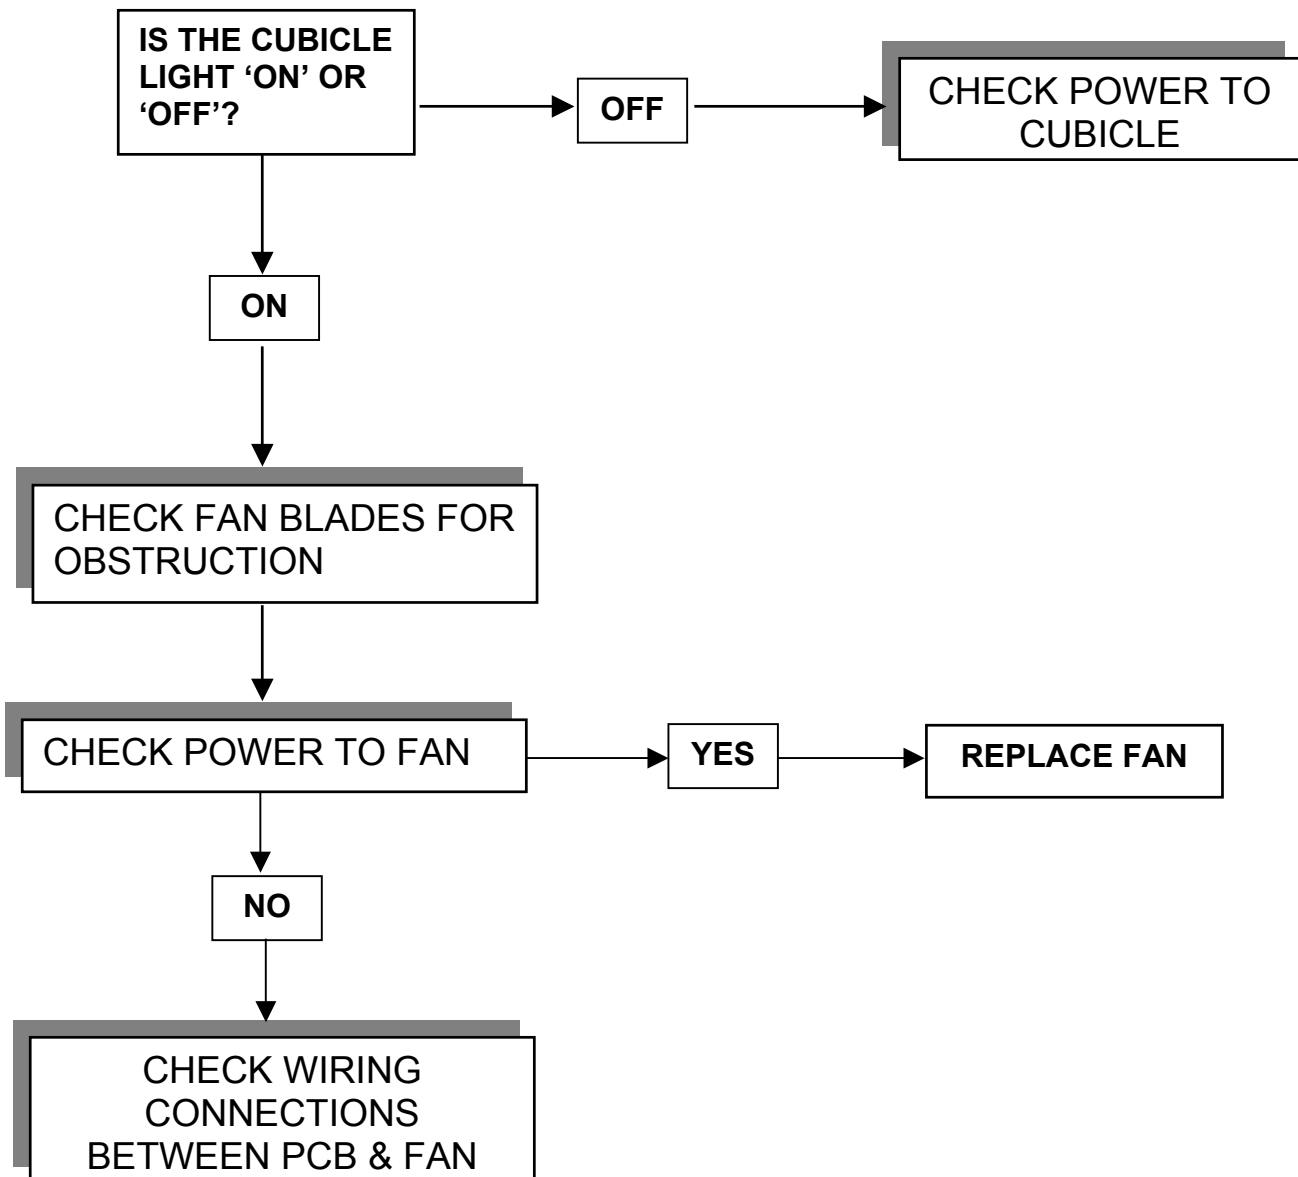 IS THE CUBICLE
LIGHT ‘ON’ OR
‘OFF’?
OFF
CHECK POWER TO
CUBICLE
ON
CHECK FAN BLADES FOR
OBSTRUCTION
CHECK POWER TO FAN
YES
REPLACE FAN
NO
CHECK WIRING
CONNECTIONS
BETWEEN PCB & FAN